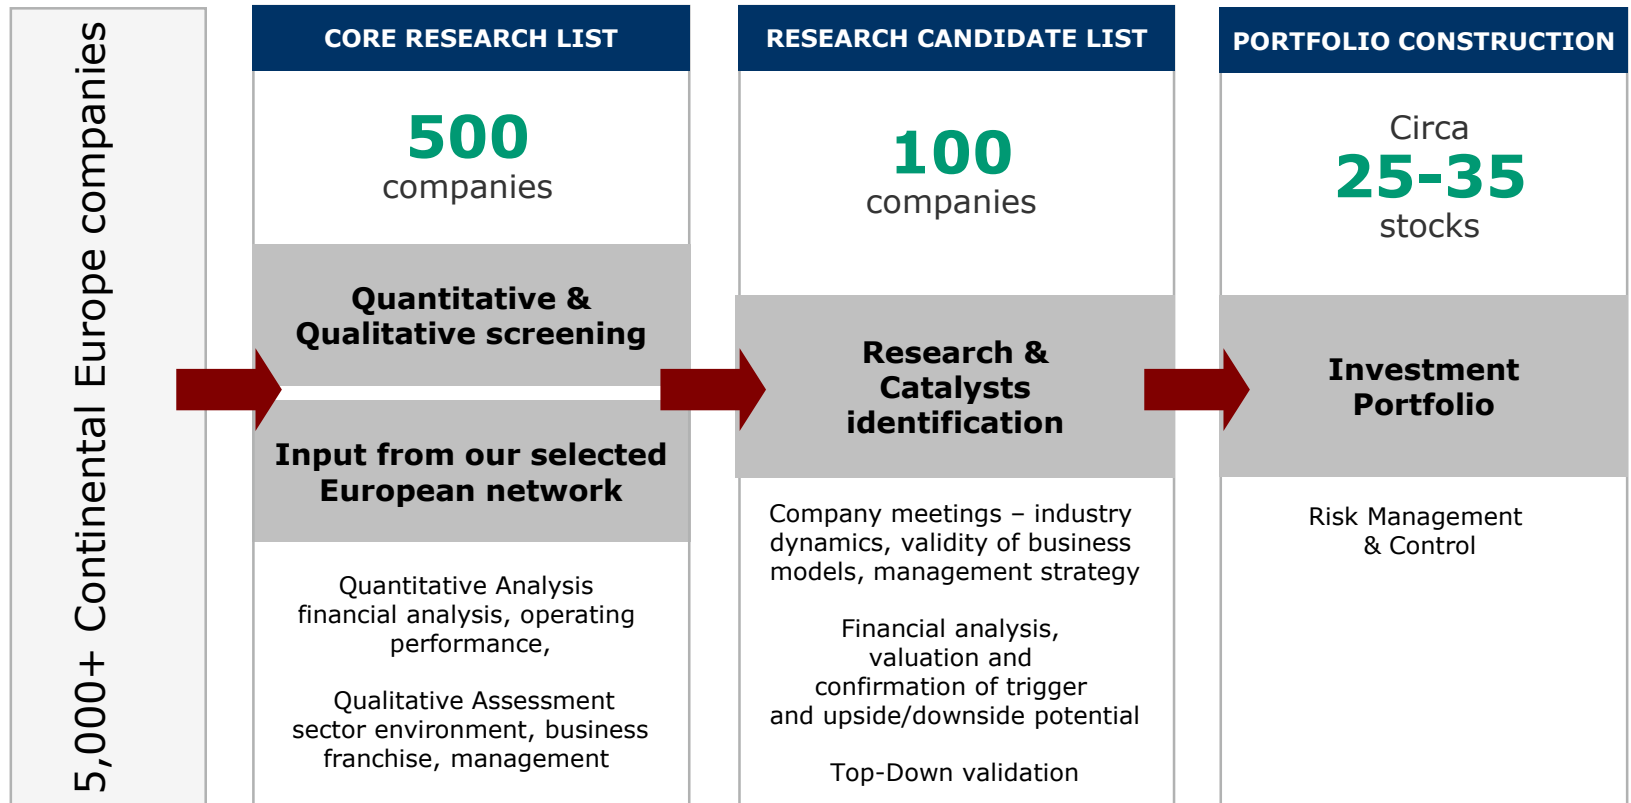 5,000+ Continental Europe companies
CORE RESEARCH LIST
500
companies
Quantitative &
Qualitative screening
Input from our selected
European network
Quantitative Analysis
financial analysis, operating
performance,
Qualitative Assessment
sector environment, business
franchise, management
RESEARCH CANDIDATE LIST
100
companies
Research &
Catalysts
identification
Company meetings – industry
dynamics, validity of business
models, management strategy
Financial analysis,
valuation and
confirmation of trigger
and upside/downside potential
Top-Down validation
PORTFOLIO CONSTRUCTION
Circa
25-35
stocks
Investment
Portfolio
Risk Management
& Control